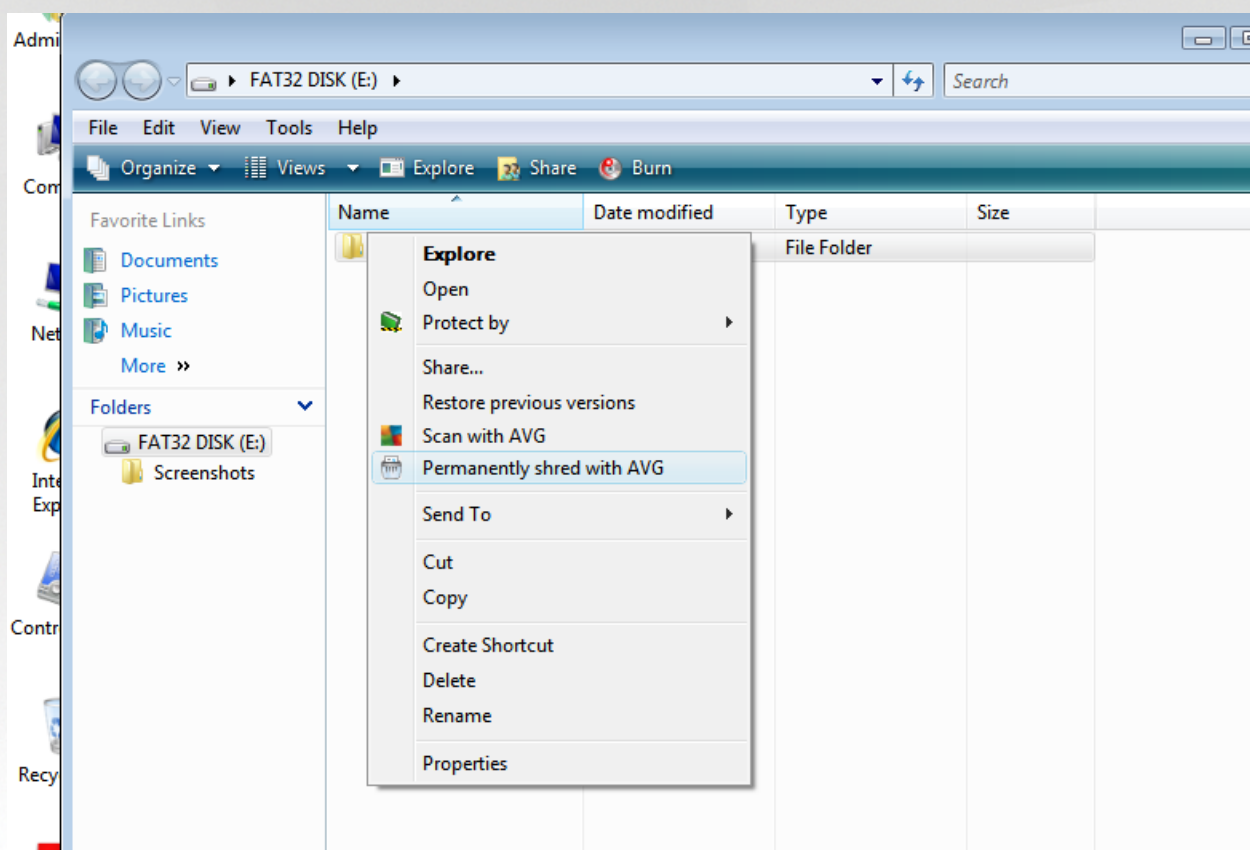 Admi
FAT32 DISK (E:)
Search
File Edit View Tools Help
Com
Organize Views Explore Share Burn
Favorite Links
Name Date modified Type Size
Documents
File Folder
Pictures
Music
More »
Net
Folders
FAT32 DISK (E:)
Screenshots
Inte
Exp
Contr
Recy
Explore
Open
Protect by
Share...
Restore previous versions
Scan with AVG
Permanently shred with AVG
Send To
Cut
Copy
Create Shortcut
Delete
Rename
Properties